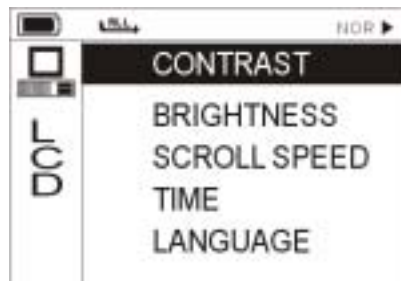 NOR
CONTRAST
BRIGHTNESS
SCROLL SPEED
TIME
LANGUAGE
LCD